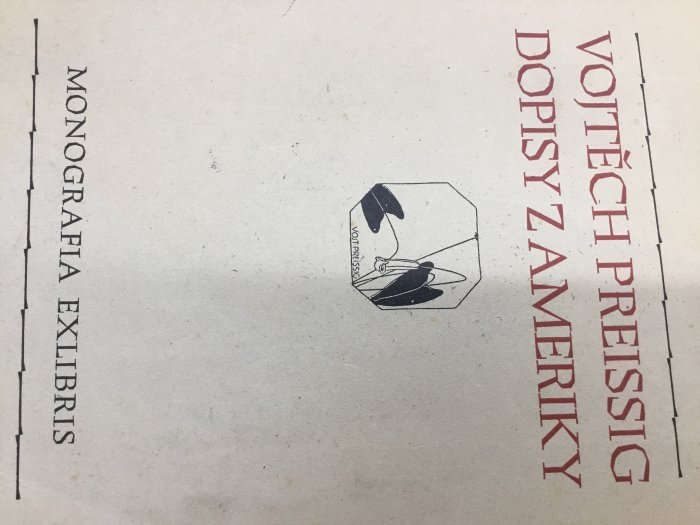 VOJTĚCH PREISSIG
DOPISY Z AMERIKY
VOJT.PREISSIG
MONOGRAFIA EXLIBRIS